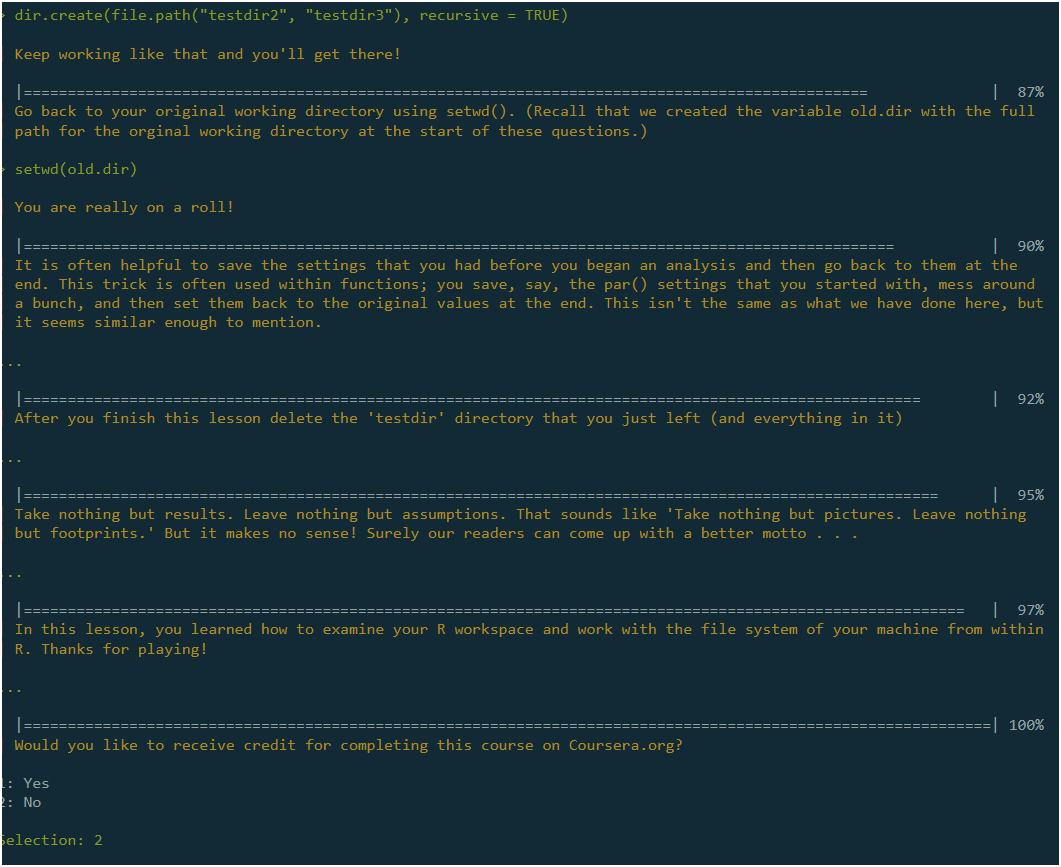 > dir.create(file.path("testdir2", "testdir3"), recursive = TRUE)
Keep working like that and you'll get there!
|================================================================================================ | 87%
Go back to your original working directory using setwd(). (Recall that we created the variable old.dir with the full
path for the orginal working directory at the start of these questions.)
> setwd(old.dir)
You are really on a roll!
|=================================================================================================== | 90%
It is often helpful to save the settings that you had before you began an analysis and then go back to them at the
end. This trick is often used within functions; you save, say, the par() settings that you started with, mess around
a bunch, and then set them back to the original values at the end. This isn't the same as what we have done here, but
it seems similar enough to mention.
...
|====================================================================================================== | 92%
After you finish this lesson delete the 'testdir' directory that you just left (and everything in it)
...
|======================================================================================================== | 95%
Take nothing but results. Leave nothing but assumptions. That sounds like 'Take nothing but pictures. Leave nothing
but footprints.' But it makes no sense! Surely our readers can come up with a better motto . . .
...
|=========================================================================================================== | 97%
In this lesson, you learned how to examine your R workspace and work with the file system of your machine from within
R. Thanks for playing!
...
|==============================================================================================================| 100%
Would you like to receive credit for completing this course on Coursera.org?
1: Yes
2: No
Selection: 2